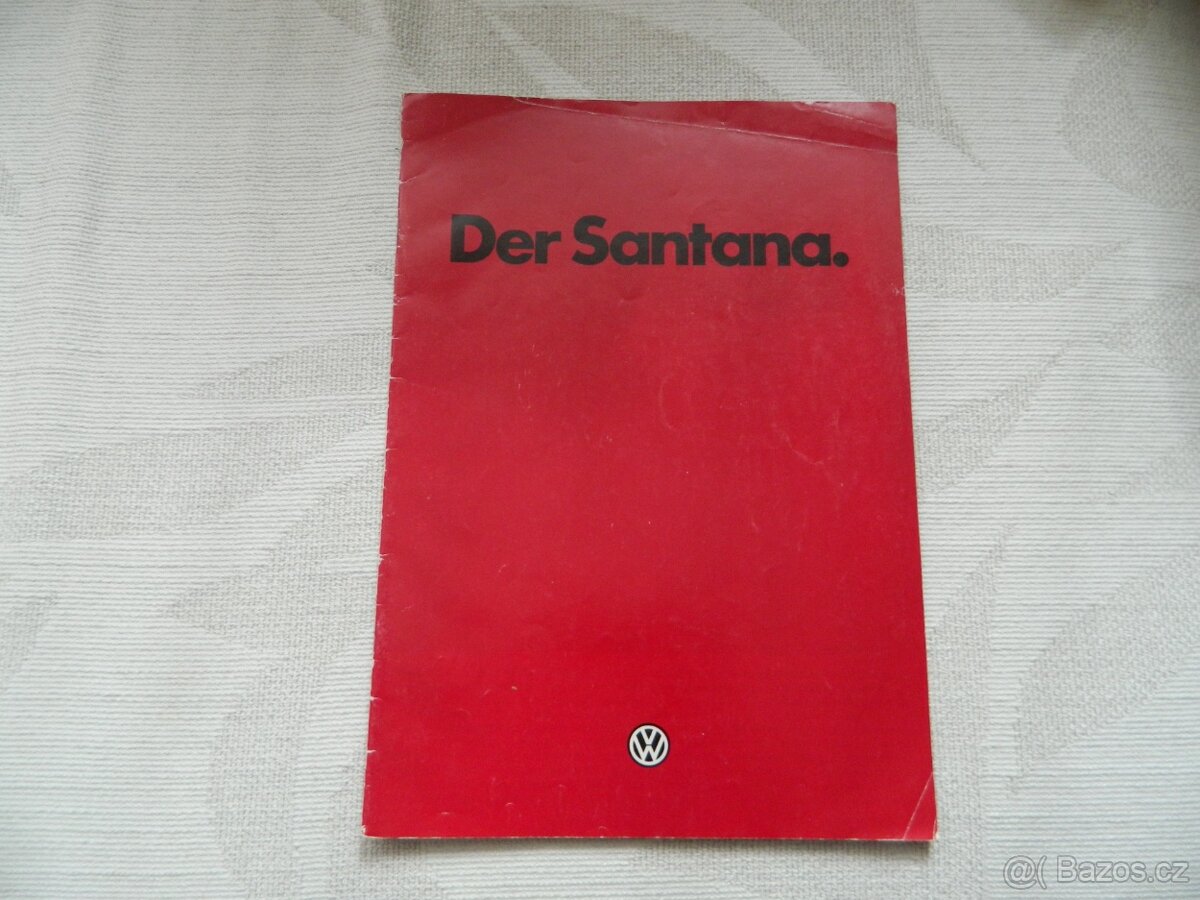 Der Santana.
VW
@( Bazos.cz